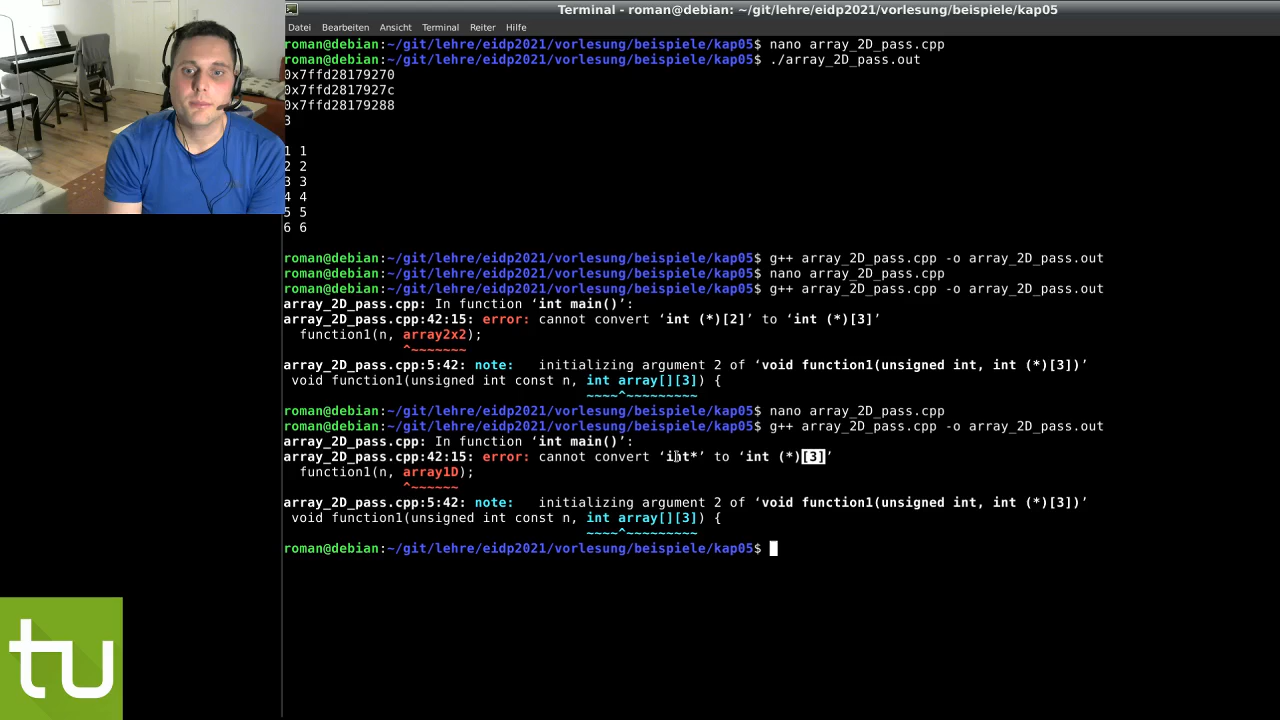 Terminal - roman@debian: ~/git/lehre/eidp2021/vorlesung/beispiele/kap05
Datei Bearbeiten Ansicht Terminal Reiter Hilfe
roman@debian:~/git/lehre/eidp2021/vorlesung/beispiele/kap05$ nano array_2D_pass.cpp
roman@debian:~/git/lehre/eidp2021/vorlesung/beispiele/kap05$ ./array_2D_pass.out
0x7ffd28179270
0x7ffd2817927c
0x7ffd28179288
3
1 1
2 2
3 3
4 4
5 5
6 6
roman@debian:~/git/lehre/eidp2021/vorlesung/beispiele/kap05$ g++ array_2D_pass.cpp -o array_2D_pass.out
roman@debian:~/git/lehre/eidp2021/vorlesung/beispiele/kap05$ nano array_2D_pass.cpp
roman@debian:~/git/lehre/eidp2021/vorlesung/beispiele/kap05$ g++ array_2D_pass.cpp -o array_2D_pass.out
array_2D_pass.cpp: In function ‘int main()’:
array_2D_pass.cpp:42:15: error: cannot convert ‘int (*)[2]’ to ‘int (*)[3]’
function1(n, array2x2);
^~~~~~~~
array_2D_pass.cpp:5:42: note:   initializing argument 2 of ‘void function1(unsigned int, int (*)[3])’
void function1(unsigned int const n, int array[][3]) {
~~~~^~~~~~~~~~
roman@debian:~/git/lehre/eidp2021/vorlesung/beispiele/kap05$ nano array_2D_pass.cpp
roman@debian:~/git/lehre/eidp2021/vorlesung/beispiele/kap05$ g++ array_2D_pass.cpp -o array_2D_pass.out
array_2D_pass.cpp: In function ‘int main()’:
array_2D_pass.cpp:42:15: error: cannot convert ‘int*’ to ‘int (*)[3]’
function1(n, array1D);
^~~~~~~
array_2D_pass.cpp:5:42: note:   initializing argument 2 of ‘void function1(unsigned int, int (*)[3])’
void function1(unsigned int const n, int array[][3]) {
~~~~^~~~~~~~~~
roman@debian:~/git/lehre/eidp2021/vorlesung/beispiele/kap05$
tu